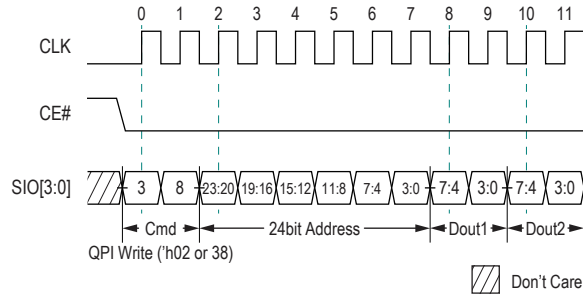 0 1 2 3 4 5 6 7 8 9 10 11
CLK
CE#
SIO[3:0] 3 8 23:20 19:16 15:12 11:8 7:4 3:0 7:4 3:0 7:4 3:0
Cmd 24bit Address Dout1 Dout2
QPI Write ('h02 or 38)
Don't Care